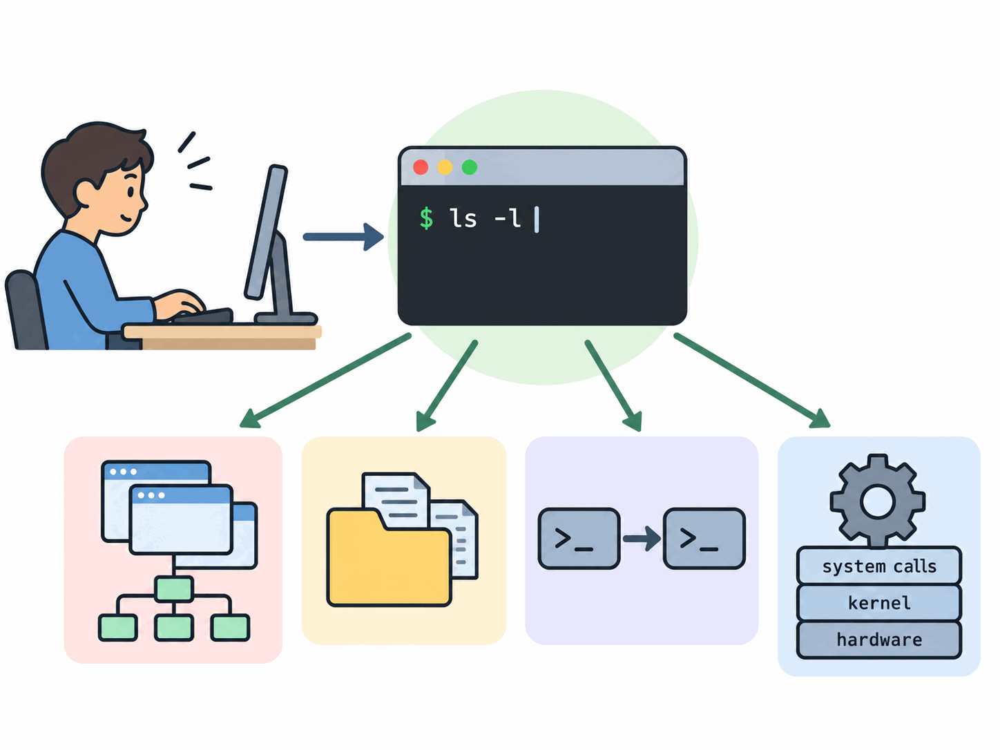 $ ls -l
>_
>_
system calls
kernel
hardware